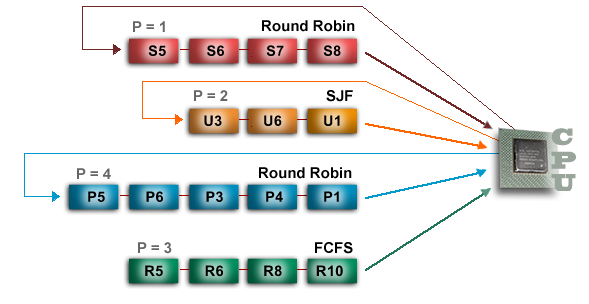 P = 1 Round Robin
S5 S6 S7 S8
P = 2 SJF
U3 U6 U1
CPU
P = 4 Round Robin
P5 P6 P3 P4 P1
P = 3 FCFS
R5 R6 R8 R10